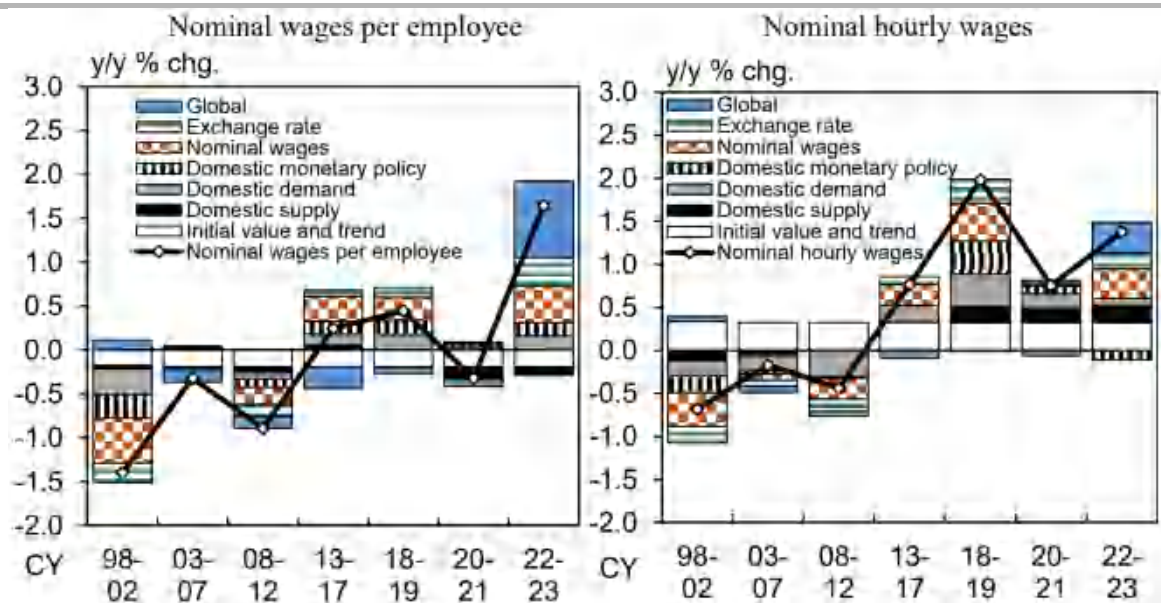 Nominal wages per employee
y/y % chg.
3.0
2.5
2.0
1.5
1.0
0.5
0.0
-0.5
-1.0
-1.5
-2.0
Global
Exchange rate
Nominal wages
Domestic monetary policy
Domestic demand
Domestic supply
Initial value and trend
Nominal wages per employee
CY
98-02
03-07
08-12
13-17
18-19
20-21
22-23
Nominal hourly wages
y/y % chg.
3.0
2.5
2.0
1.5
1.0
0.5
0.0
-0.5
-1.0
-1.5
-2.0
Global
Exchange rate
Nominal wages
Domestic monetary policy
Domestic demand
Domestic supply
Initial value and trend
Nominal hourly wages
CY
98-02
03-07
08-12
13-17
18-19
20-21
22-23